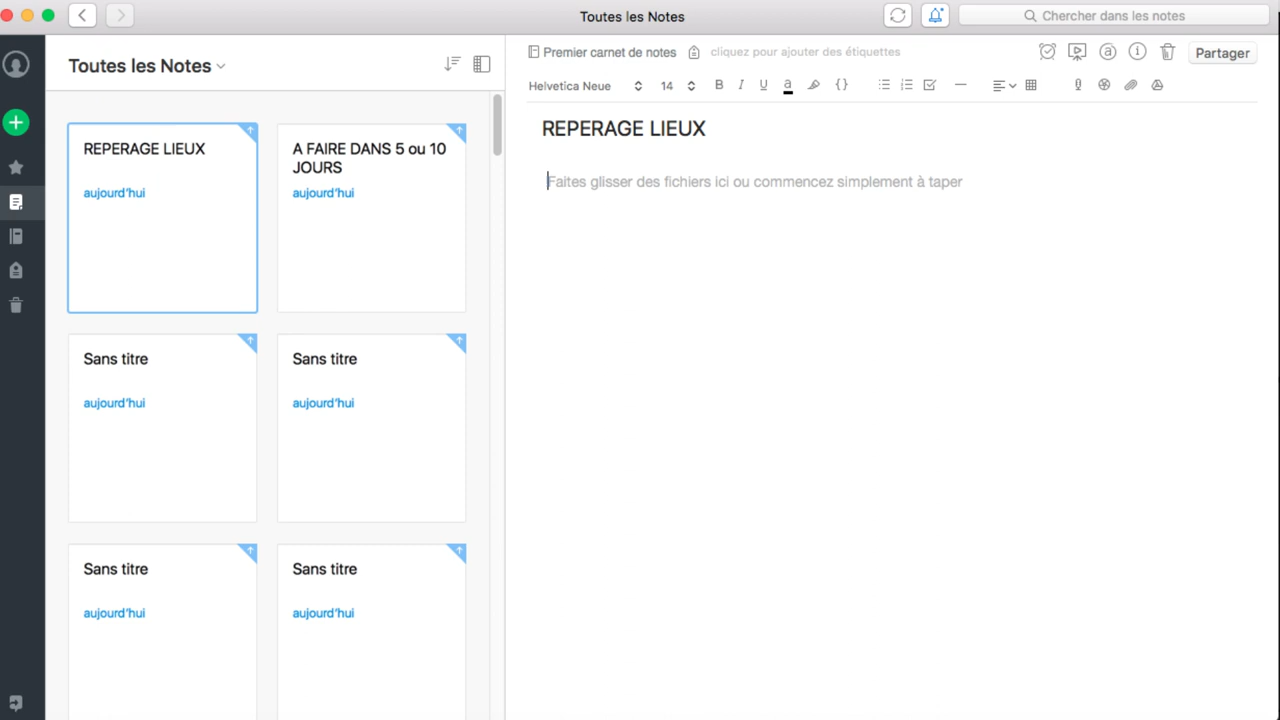 Toutes les Notes
Chercher dans les notes
Toutes les Notes
REPERAGE LIEUX
aujourd'hui
A FAIRE DANS 5 ou 10
JOURS
aujourd'hui
Sans titre
aujourd'hui
Sans titre
aujourd'hui
Sans titre
aujourd'hui
Sans titre
aujourd'hui
Premier carnet de notes
cliquez pour ajouter des étiquettes
Partager
Helvetica Neue 14 B I U a {}
REPERAGE LIEUX
Faites glisser des fichiers ici ou commencez simplement à taper